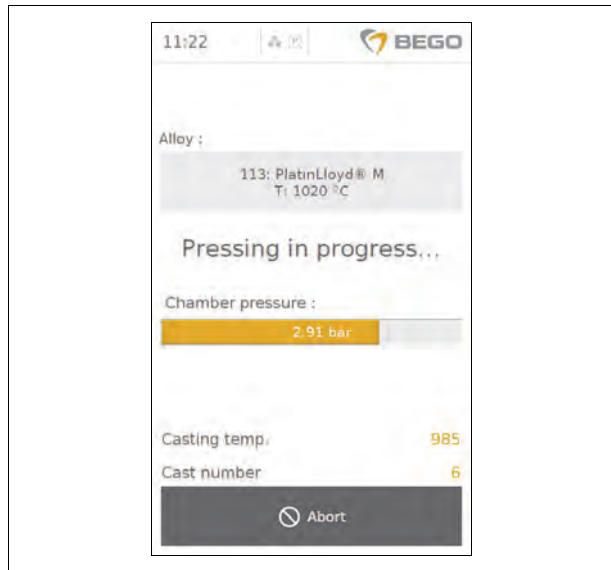 11:22
BEGO
Alloy :
113: PlatinLloyd® M
T: 1020 °C
Pressing in progress...
Chamber pressure :
2.91 bar
Casting temp. 985
Cast number 6
Abort